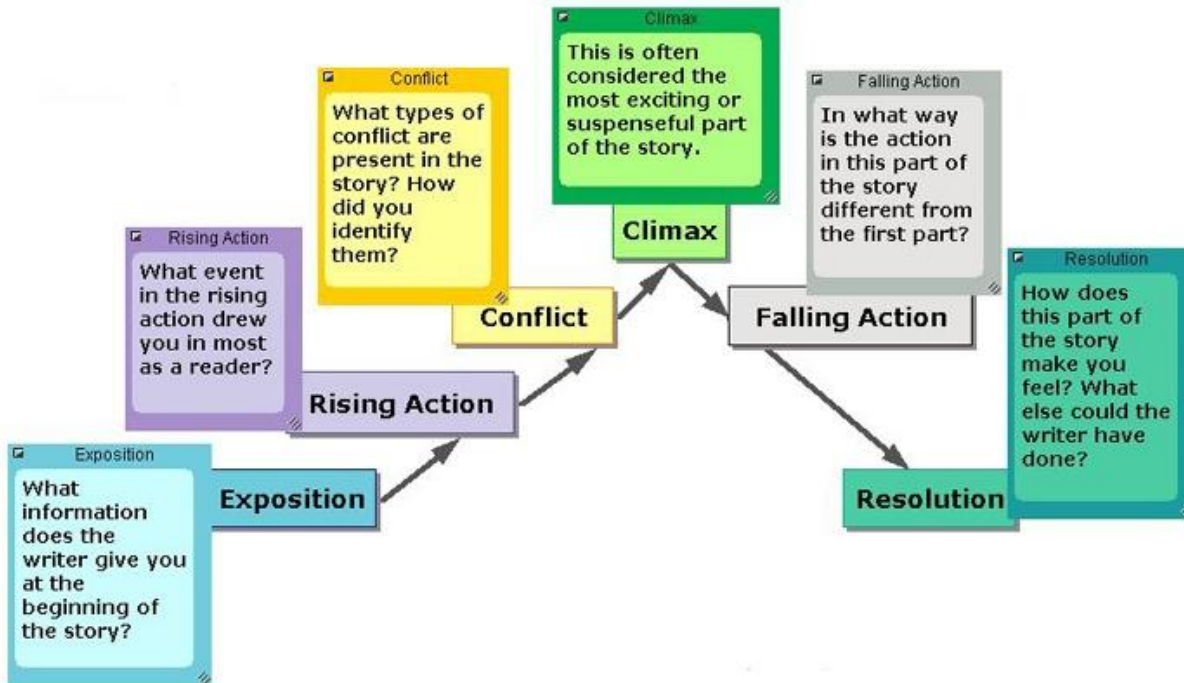 Exposition
What
information
does the
writer give you
at the
beginning of
the story?
Exposition
Rising Action
What event
in the rising
action drew
you in most
as a reader?
Rising Action
Conflict
What types of
conflict are
present in the
story? How
did you
identify
them?
Conflict
Climax
This is often
considered the
most exciting or
suspenseful part
of the story.
Climax
Falling Action
In what way
is the action
in this part of
the story
different from
the first part?
Falling Action
Resolution
How does
this part of
the story
make you
feel? What
else could the
writer have
done?
Resolution